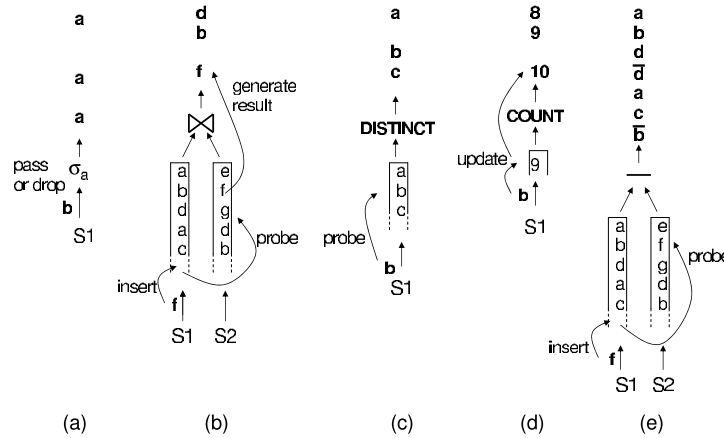 a
a
a
pass
or drop
σa
b
S1
(a)
d
b
f
generate
result
a
b
d
a
c
e
f
g
d
b
probe
insert
f
S1
S2
(b)
a
b
c
DISTINCT
a
b
c
probe
b
S1
(c)
8
9
10
COUNT
update
9
b
S1
(d)
a
b
d
d̅
a
c
b̅
a
b
d
a
c
e
f
g
d
b
probe
insert
f
S1
S2
(e)